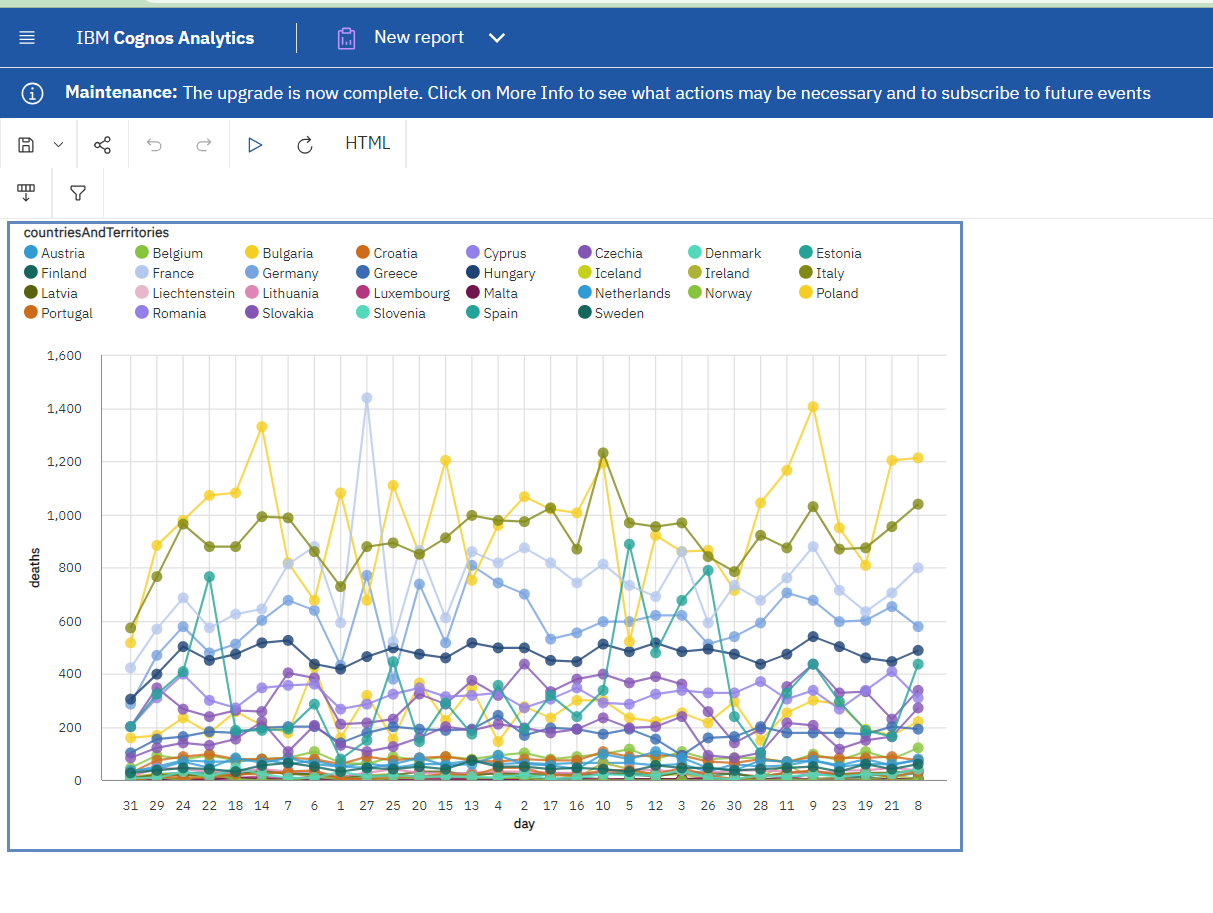 IBM Cognos Analytics New report
Maintenance: The upgrade is now complete. Click on More Info to see what actions may be necessary and to subscribe to future events
HTML
countriesAndTerritories
Austria Belgium Bulgaria Croatia Cyprus Czechia Denmark Estonia
Finland France Germany Greece Hungary Iceland Ireland Italy
Latvia Liechtenstein Lithuania Luxembourg Malta Netherlands Norway Poland
Portugal Romania Slovakia Slovenia Spain Sweden
1,600
1,400
1,200
1,000
800
600
400
200
0
deaths
31 29 24 22 18 14 7 6 1 27 25 20 15 13 4 2 17 16 10 5 12 3 26 30 28 11 9 23 19 21 8
day